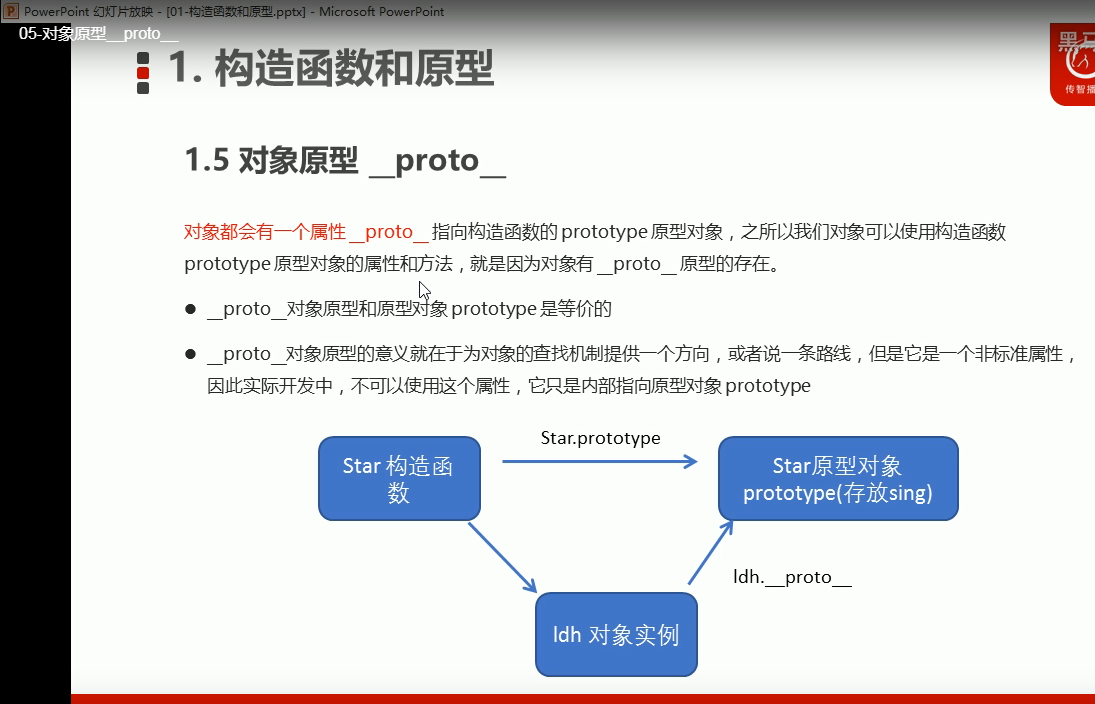 PowerPoint 幻灯片放映 - [01-构造函数和原型.pptx] - Microsoft PowerPoint
05-对象原型__proto__
1. 构造函数和原型
黑马
传智播
1.5 对象原型 __proto__
对象都会有一个属性 __proto__ 指向构造函数的 prototype 原型对象，之所以我们对象可以使用构造函数
prototype 原型对象的属性和方法，就是因为对象有 __proto__ 原型的存在。
● __proto__对象原型和原型对象 prototype 是等价的
● __proto__对象原型的意义就在于为对象的查找机制提供一个方向，或者说一条路线，但是它是一个非标准属性，
因此实际开发中，不可以使用这个属性，它只是内部指向原型对象 prototype
Star.prototype
Star 构造函
数
Star原型对象
prototype(存放sing)
ldh.__proto__
ldh 对象实例